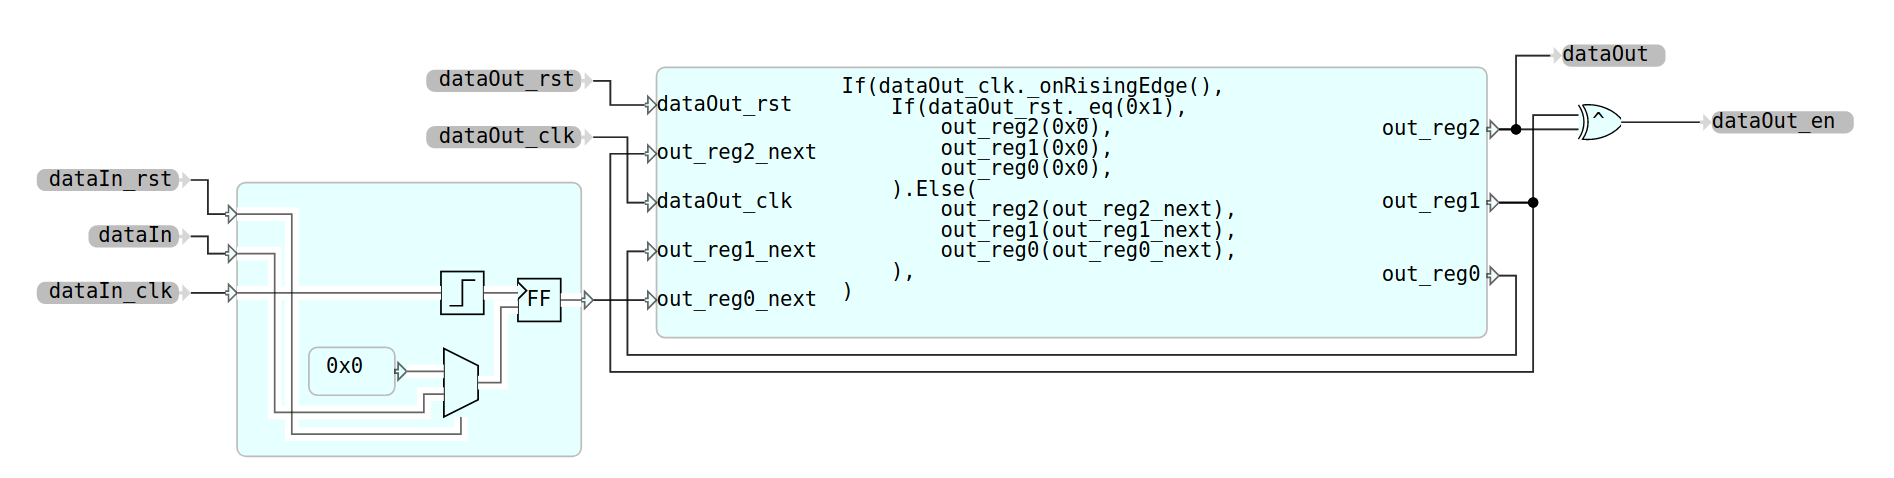 dataIn_rst
dataIn
dataIn_clk
0x0
FF
dataOut_rst
dataOut_clk
dataOut_rst
out_reg2_next
dataOut_clk
out_reg1_next
out_reg0_next
If(dataOut_clk._onRisingEdge(),
    If(dataOut_rst._eq(0x1),
        out_reg2(0x0),
        out_reg1(0x0),
        out_reg0(0x0),
    ).Else(
        out_reg2(out_reg2_next),
        out_reg1(out_reg1_next),
        out_reg0(out_reg0_next),
    ),
)
out_reg2
out_reg1
out_reg0
dataOut
^
dataOut_en